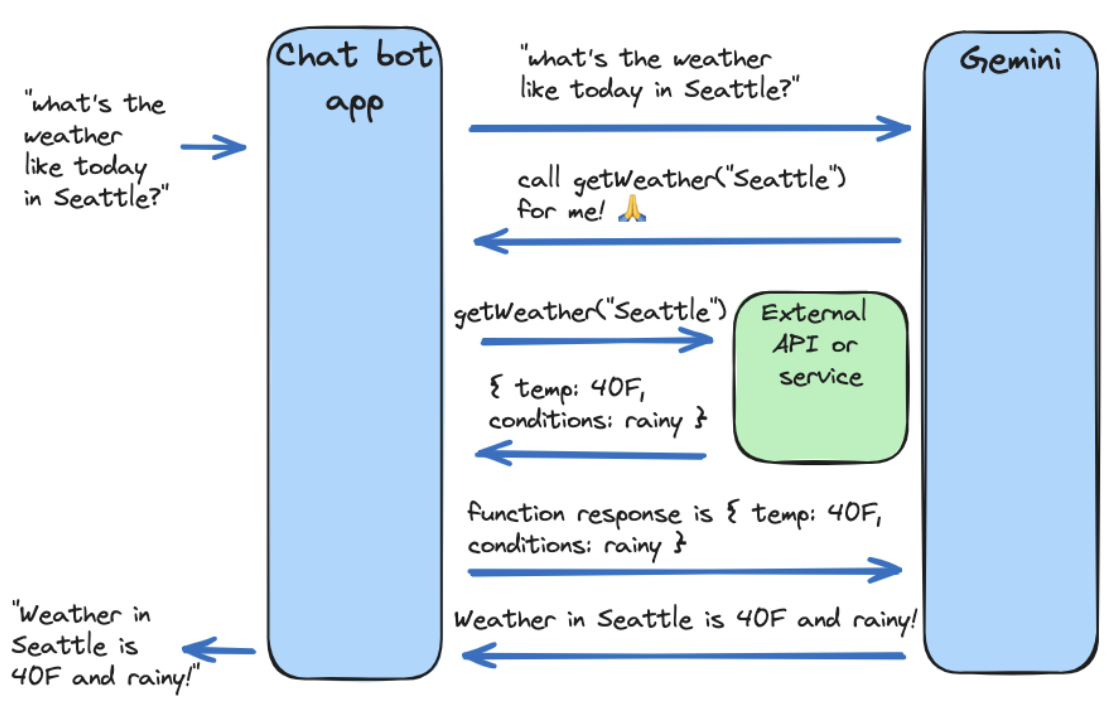 Chat bot
app
Gemini
"what's the
weather
like today
in Seattle?"
"what's the weather
like today in Seattle?"
call getWeather("Seattle")
for me! 🙏
getWeather("Seattle")
External
API or
service
{ temp: 40F,
conditions: rainy }
function response is { temp: 40F,
conditions: rainy }
Weather in Seattle is 40F and rainy!
"Weather in
Seattle is
40F and rainy!"